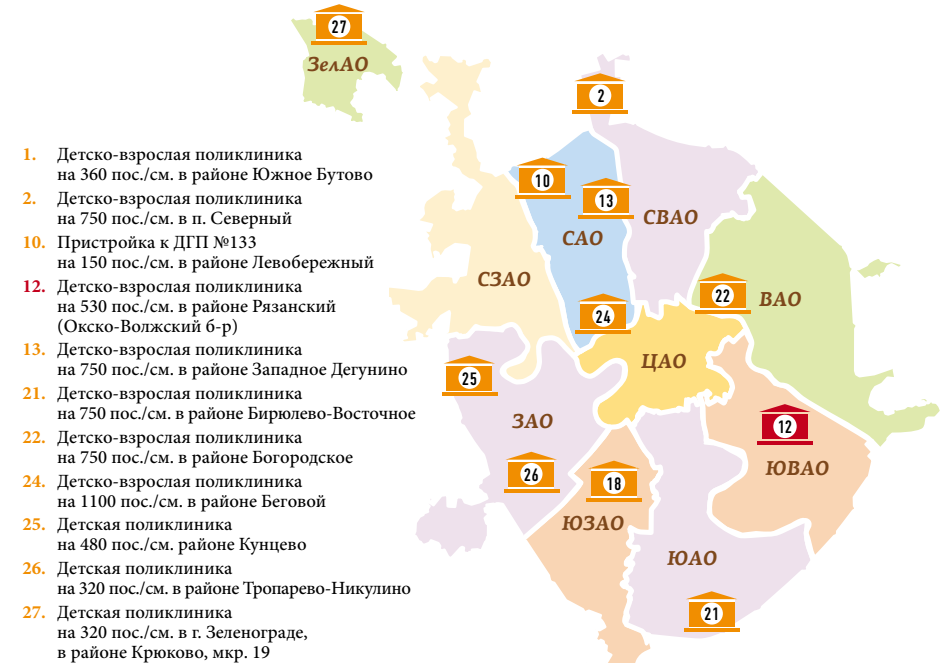 27
ЗелАО
2
1. Детско-взрослая поликлиника
на 360 пос./см. в районе Южное Бутово
2. Детско-взрослая поликлиника
на 750 пос./см. в п. Северный
10. Пристройка к ДГП №133
на 150 пос./см. в районе Левобережный
12. Детско-взрослая поликлиника
на 530 пос./см. в районе Рязанский
(Окско-Волжский б-р)
13. Детско-взрослая поликлиника
на 750 пос./см. в районе Западное Дегунино
21. Детско-взрослая поликлиника
на 750 пос./см. в районе Бирюлево-Восточное
22. Детско-взрослая поликлиника
на 750 пос./см. в районе Богородское
24. Детско-взрослая поликлиника
на 1100 пос./см. в районе Беговой
25. Детская поликлиника
на 480 пос./см. районе Кунцево
26. Детская поликлиника
на 320 пос./см. в районе Тропарево-Никулино
27. Детская поликлиника
на 320 пос./см. в г. Зеленограде,
в районе Крюково, мкр. 19
10
13
СВАО
САО
СЗАО
22
ВАО
24
ЦАО
25
ЗАО
12
ЮВАО
26
18
ЮЗАО
ЮАО
21